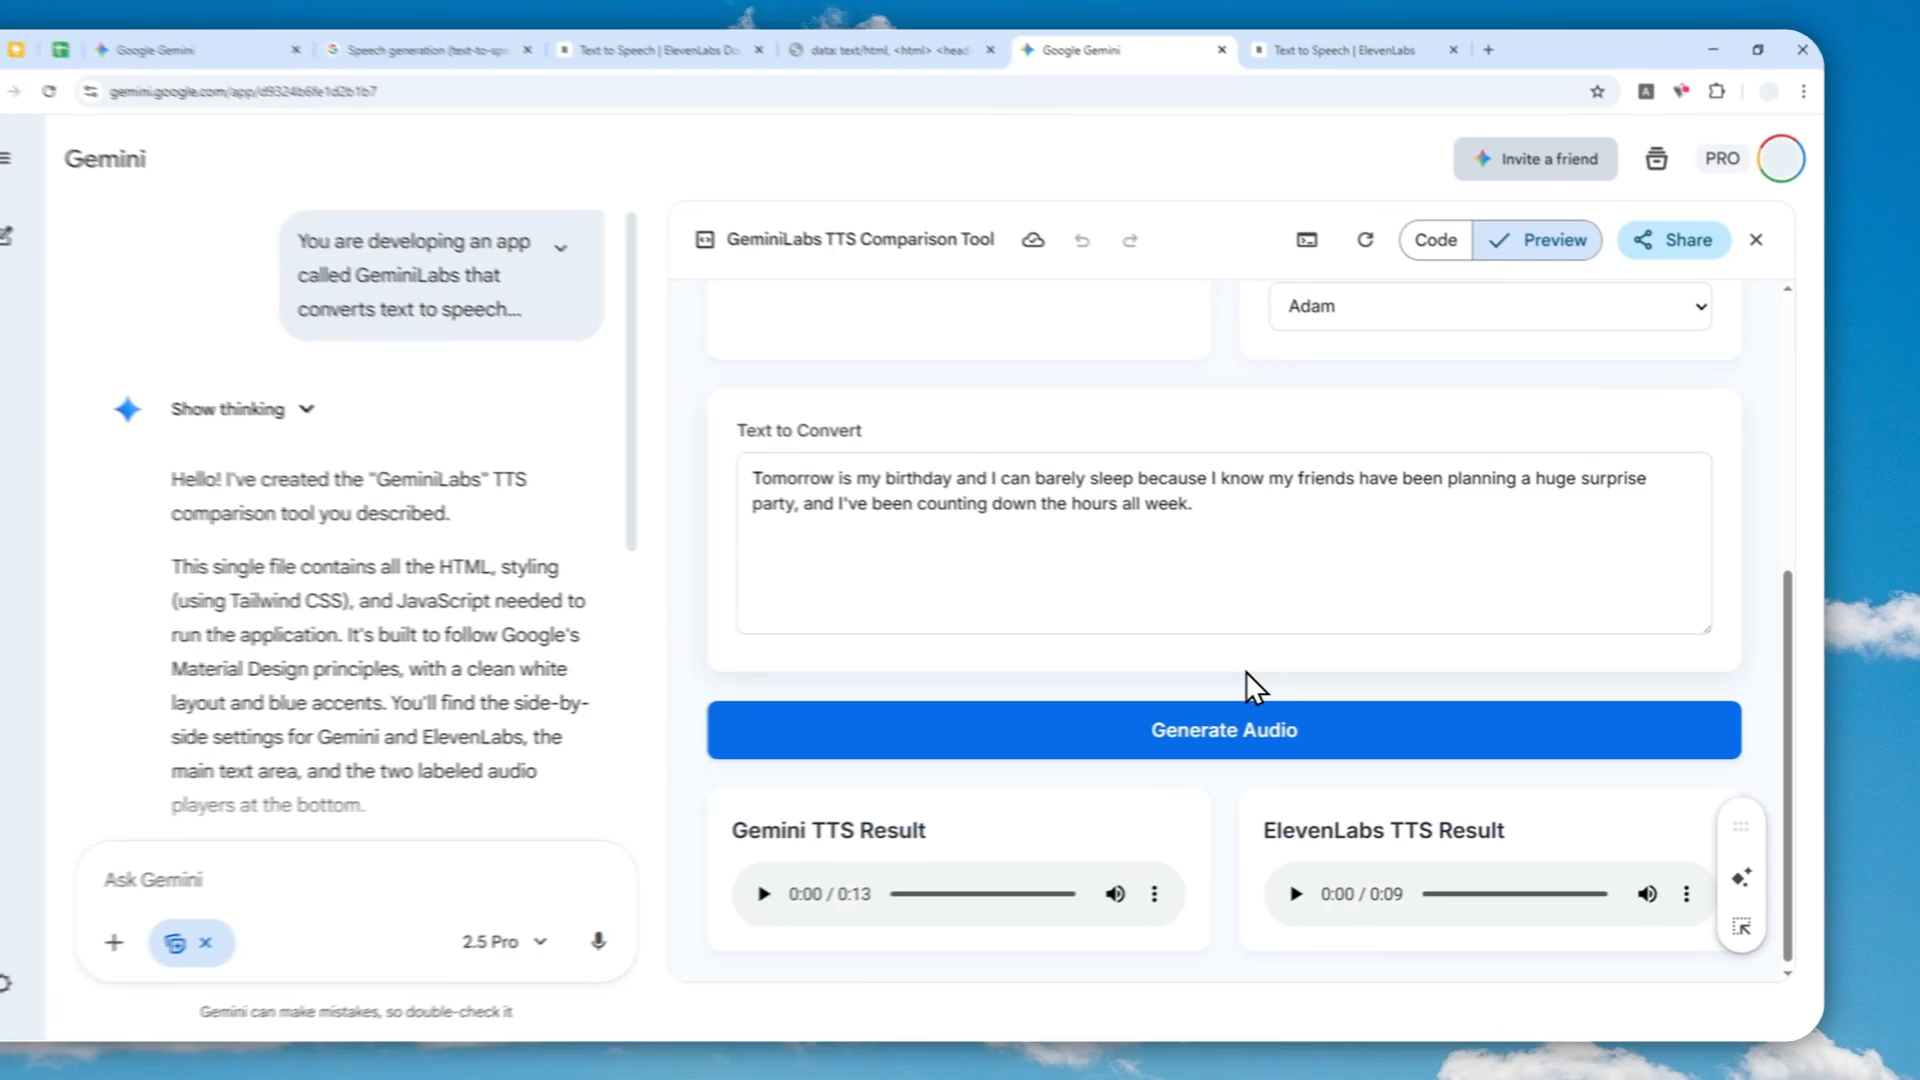 Google Gemini
Speech generation (text-to-spe
Text to Speech | ElevenLabs Do
data: text/html, <html> <head
Google Gemini
Text to Speech | ElevenLabs
gemini.google.com/app/d9324b6fe1d2b1b7
A
Gemini
Invite a friend
PRO
You are developing an app
called GeminiLabs that
converts text to speech...
Show thinking
Hello! I've created the "GeminiLabs" TTS
comparison tool you described.
This single file contains all the HTML, styling
(using Tailwind CSS), and JavaScript needed to
run the application. It's built to follow Google's
Material Design principles, with a clean white
layout and blue accents. You'll find the side-by-
side settings for Gemini and ElevenLabs, the
main text area, and the two labeled audio
players at the bottom.
Ask Gemini
2.5 Pro
Gemini can make mistakes, so double-check it
GeminiLabs TTS Comparison Tool
Code
Preview
Share
Adam
Text to Convert
Tomorrow is my birthday and I can barely sleep because I know my friends have been planning a huge surprise
party, and I've been counting down the hours all week.
Generate Audio
Gemini TTS Result
0:00 / 0:13
ElevenLabs TTS Result
0:00 / 0:09